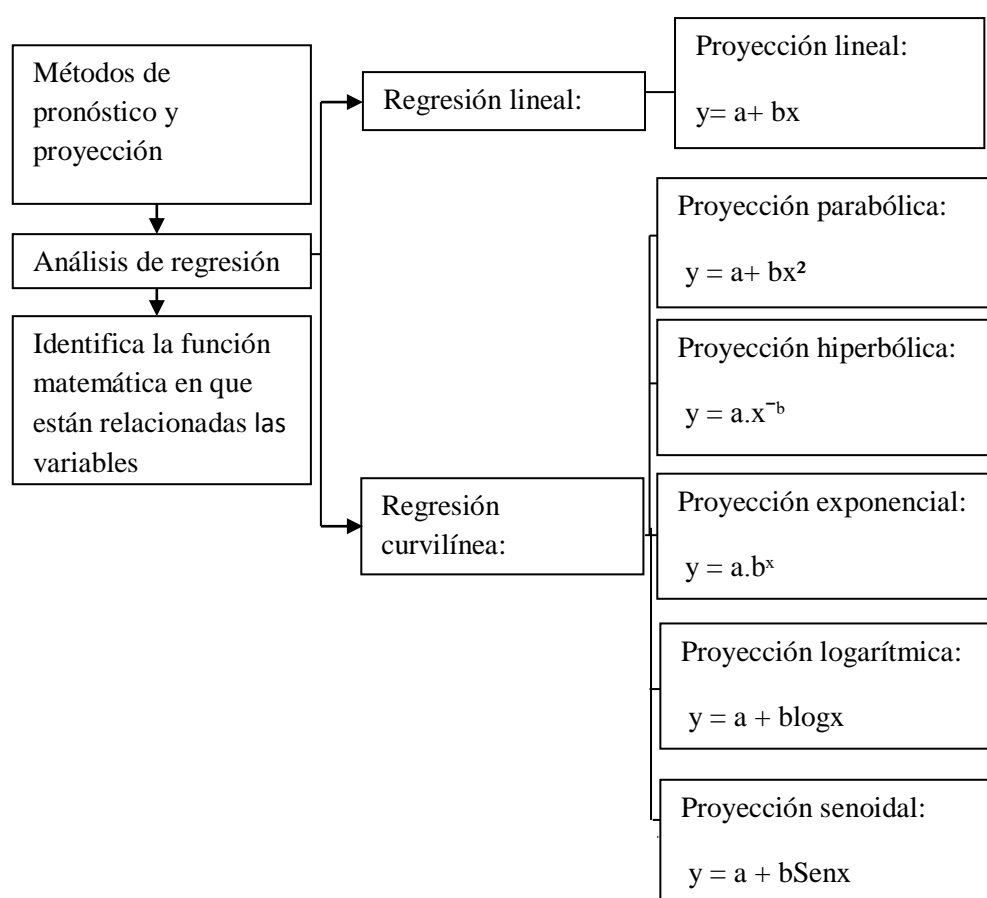 Métodos de
pronóstico y
proyección
Análisis de regresión
Identifica la función
matemática en que
están relacionadas las
variables
Regresión lineal:
Proyección lineal:
y= a+ bx
Regresión
curvilínea:
Proyección parabólica:
y = a+ bx²
Proyección hiperbólica:
y = a.x⁻ᵇ
Proyección exponencial:
y = a.bˣ
Proyección logarítmica:
y = a + blogx
Proyección senoidal:
y = a + bSenx